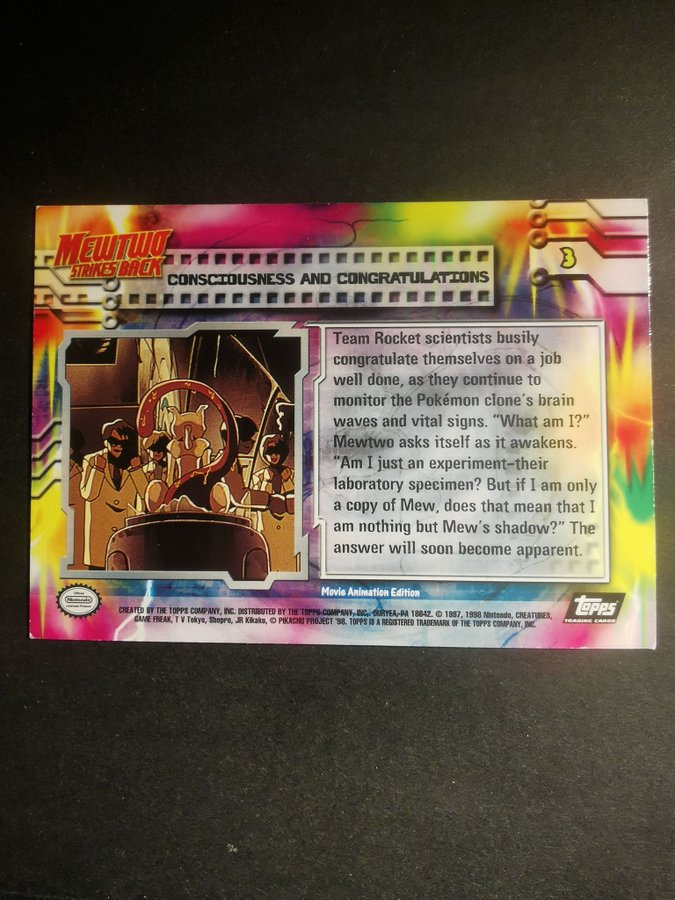 MEWTWO
STRIKES BACK
CONSCIOUSNESS AND CONGRATULATIONS
3
Team Rocket scientists busily
congratulate themselves on a job
well done, as they continue to
monitor the Pokémon clone's brain
waves and vital signs. "What am I?"
Mewtwo asks itself as it awakens.
"Am I just an experiment–their
laboratory specimen? But if I am only
a copy of Mew, does that mean that I
am nothing but Mew's shadow?" The
answer will soon become apparent.
Movie Animation Edition
Official
Nintendo
Licensed Product
CREATED BY THE TOPPS COMPANY, INC. DISTRIBUTED BY THE TOPPS COMPANY, INC., DURYEA, PA 18642. © 1997, 1998 Nintendo, CREATURES,
GAME FREAK, T V Tokyo, Shopro, JR Kikaku, © PIKACHU PROJECT '98. TOPPS IS A REGISTERED TRADEMARK OF THE TOPPS COMPANY, INC.
topps
TRADING CARDS